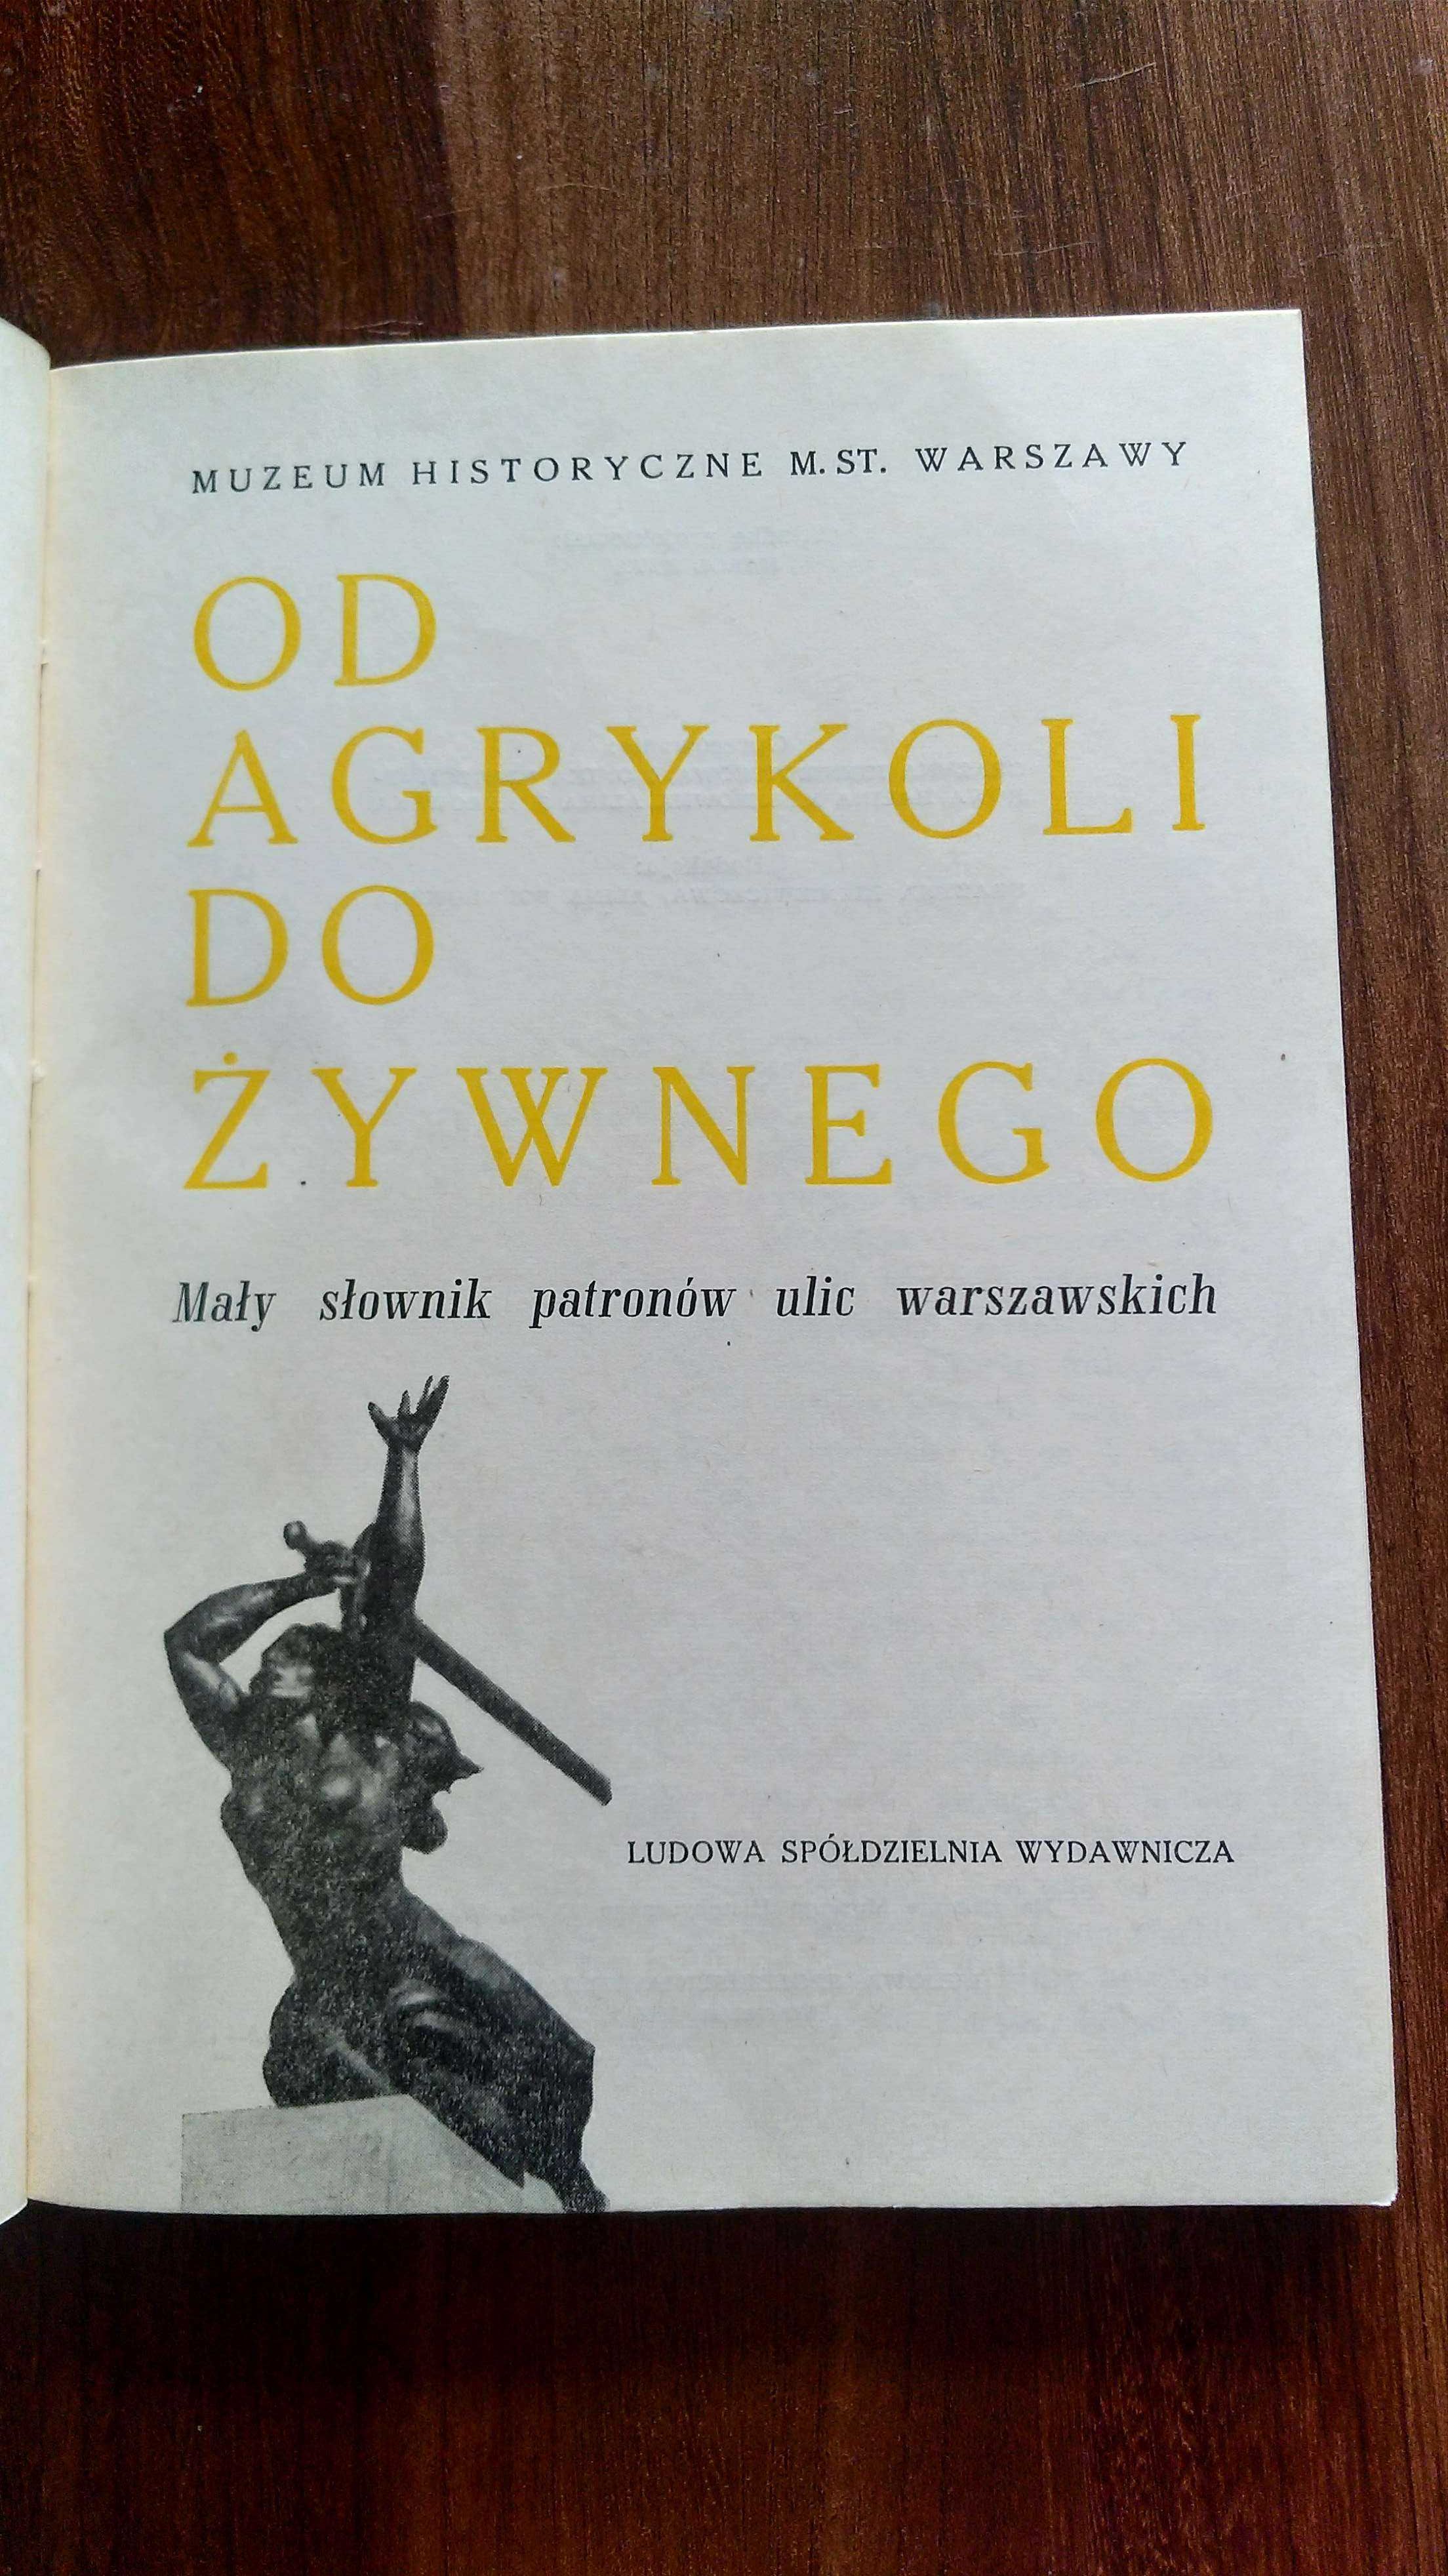 MUZEUM HISTORYCZNE M. ST. WARSZAWY
OD
AGRYKOLI
DO
ŻYWNEGO
Mały słownik patronów ulic warszawskich
LUDOWA SPÓŁDZIELNIA WYDAWNICZA